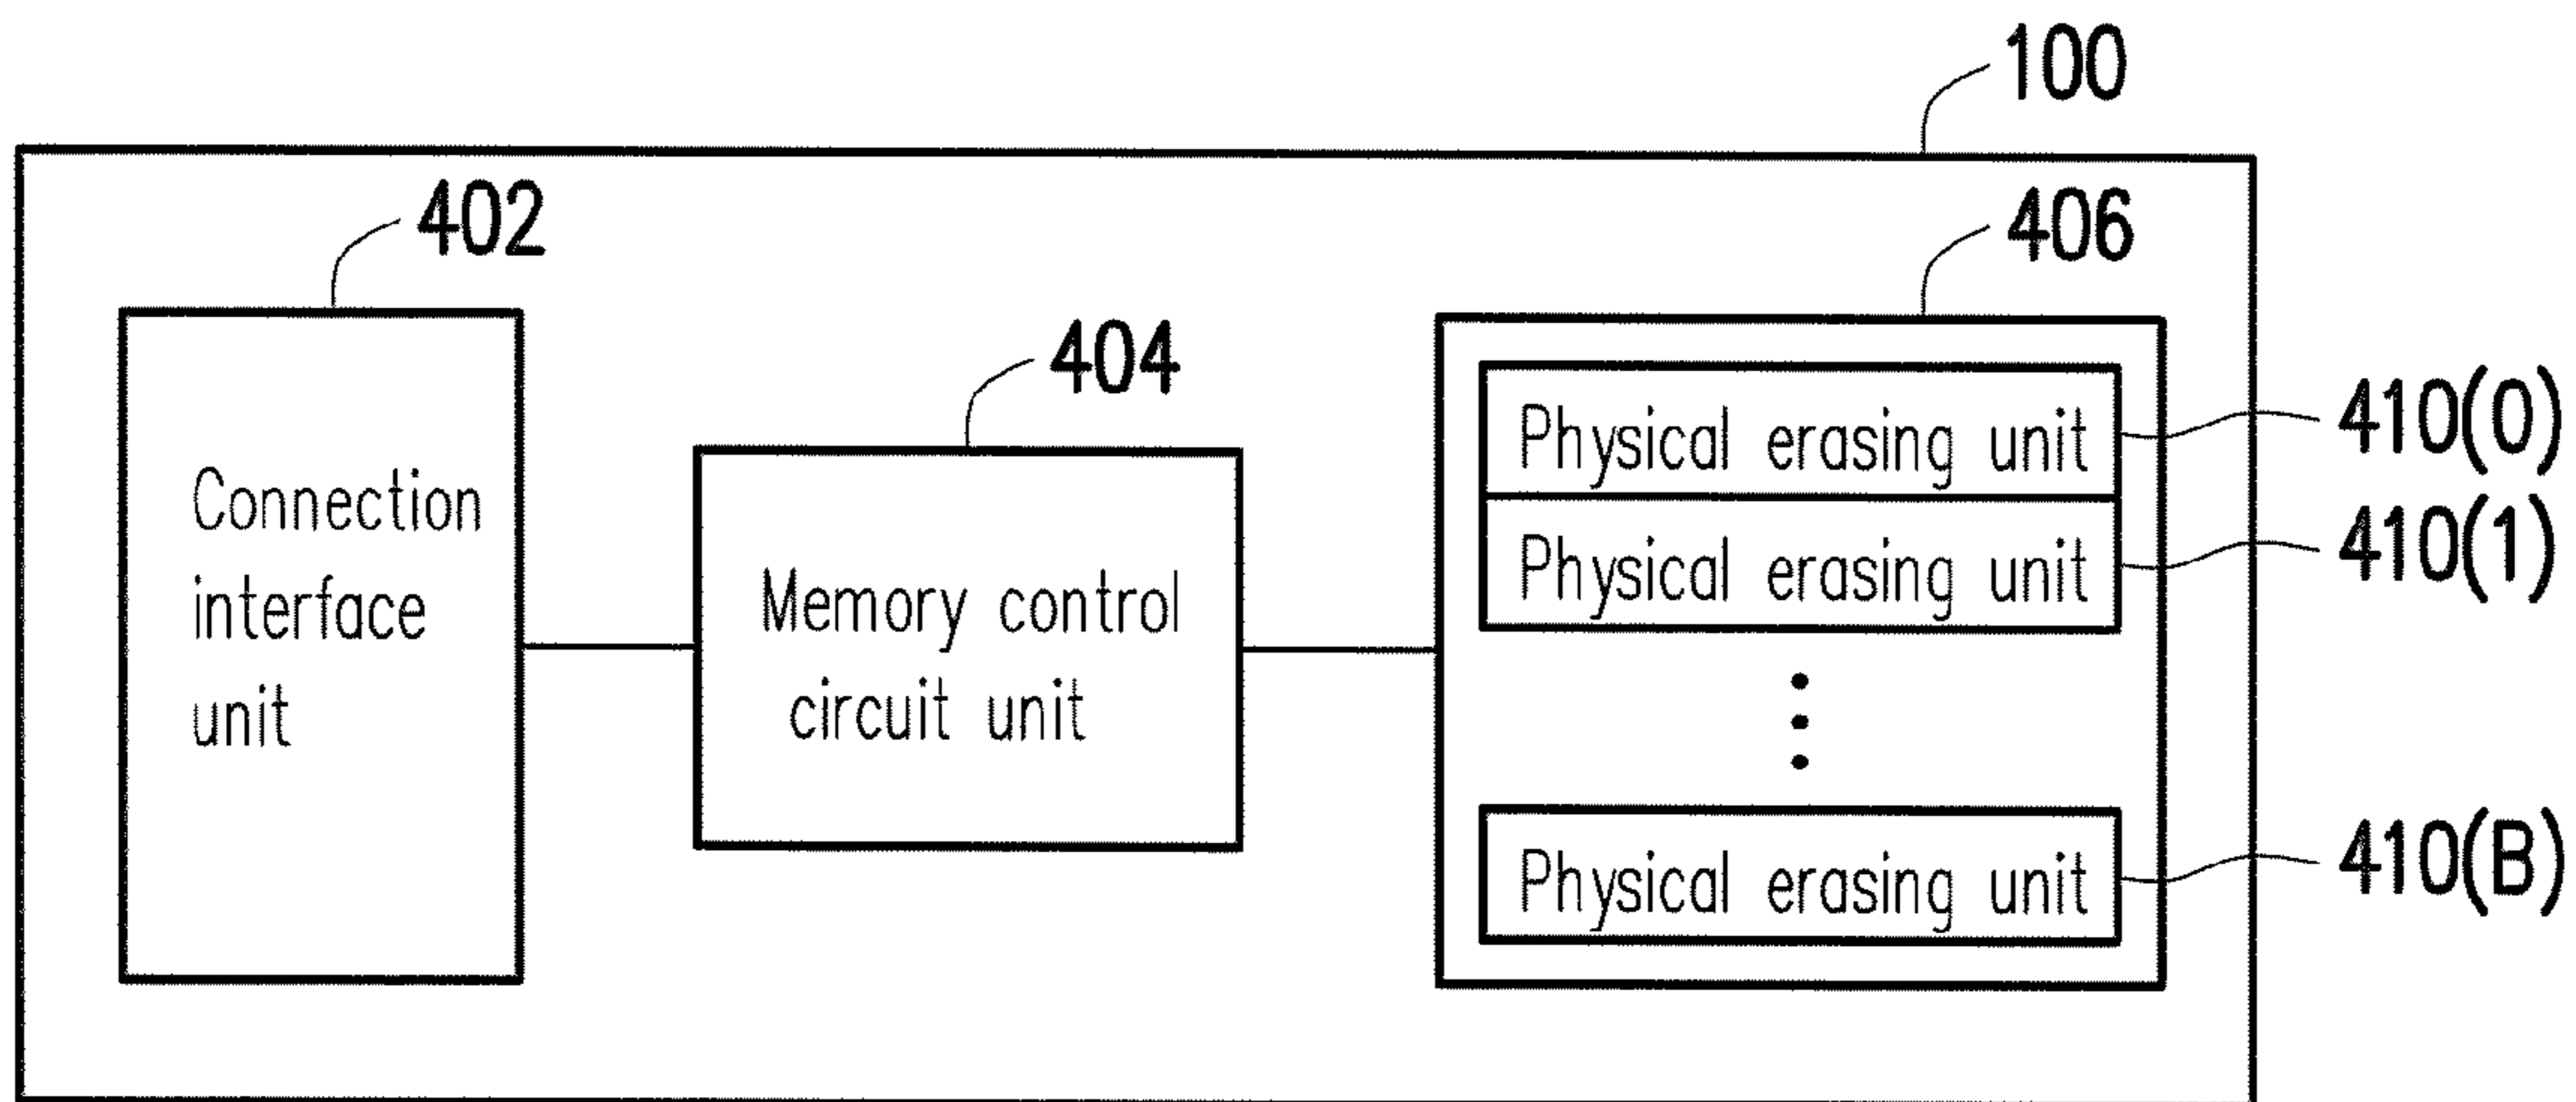 100
402
406
404
410(0)
Physical erasing unit
Connection
interface
unit
410(1)
Physical erasing unit
Memory control
circuit unit
410(B)
Physical erasing unit